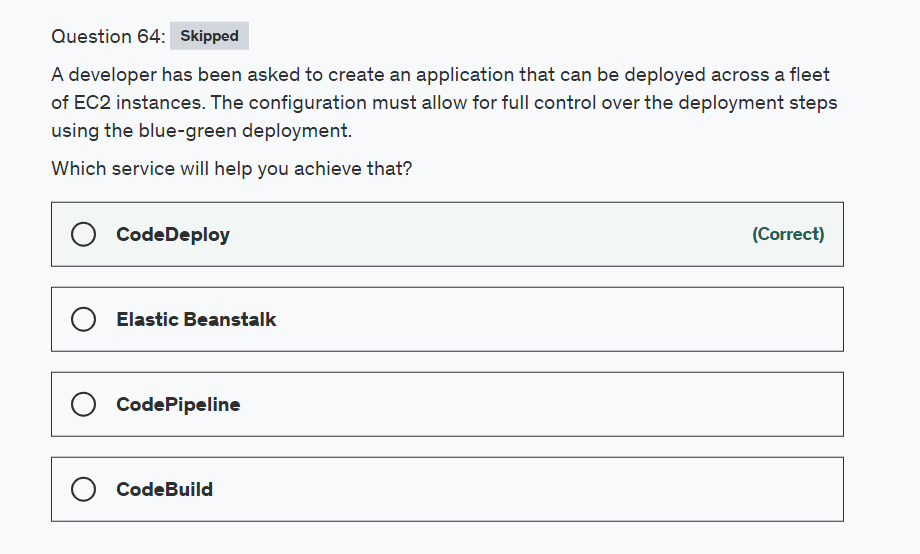 Question 64: Skipped
A developer has been asked to create an application that can be deployed across a fleet
of EC2 instances. The configuration must allow for full control over the deployment steps
using the blue-green deployment.
Which service will help you achieve that?
CodeDeploy (Correct)
Elastic Beanstalk
CodePipeline
CodeBuild